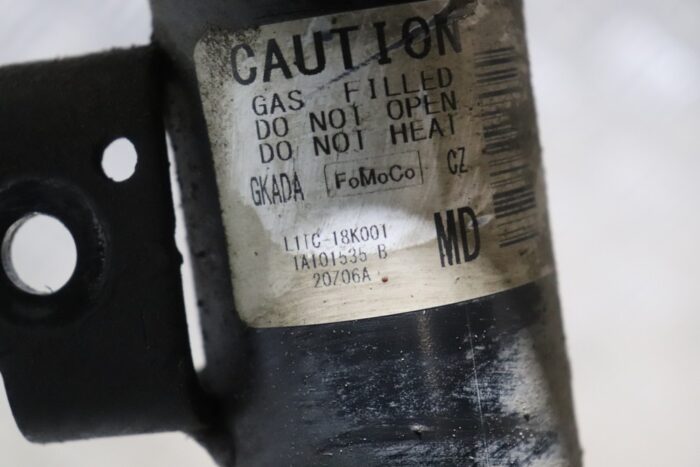 CAUTION
GAS FILLED
DO NOT OPEN
DO NOT HEAT
GKADA FoMoCo CZ
L1TC-18K001 MD
1A101535 B
20706A